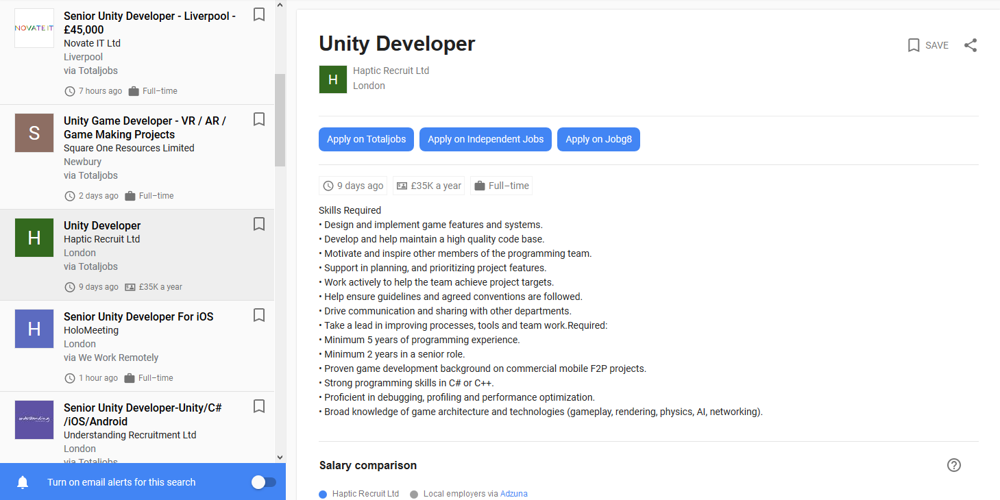 NOVATE IT
Senior Unity Developer - Liverpool -
£45,000
Novate IT Ltd
Liverpool
via Totaljobs
7 hours ago Full–time
S
Unity Game Developer - VR / AR /
Game Making Projects
Square One Resources Limited
Newbury
via Totaljobs
2 days ago Full–time
H
Unity Developer
Haptic Recruit Ltd
London
via Totaljobs
9 days ago £35K a year
H
Senior Unity Developer For iOS
HoloMeeting
London
via We Work Remotely
1 hour ago Full–time
understanding
Senior Unity Developer-Unity/C#
/iOS/Android
Understanding Recruitment Ltd
London
via Totaljobs
Turn on email alerts for this search
Unity Developer
SAVE
H
Haptic Recruit Ltd
London
Apply on Totaljobs Apply on Independent Jobs Apply on Jobg8
9 days ago £35K a year Full–time
Skills Required
• Design and implement game features and systems.
• Develop and help maintain a high quality code base.
• Motivate and inspire other members of the programming team.
• Support in planning, and prioritizing project features.
• Work actively to help the team achieve project targets.
• Help ensure guidelines and agreed conventions are followed.
• Drive communication and sharing with other departments.
• Take a lead in improving processes, tools and team work.Required:
• Minimum 5 years of programming experience.
• Minimum 2 years in a senior role.
• Proven game development background on commercial mobile F2P projects.
• Strong programming skills in C# or C++.
• Proficient in debugging, profiling and performance optimization.
• Broad knowledge of game architecture and technologies (gameplay, rendering, physics, AI, networking).
Salary comparison
?
Haptic Recruit Ltd Local employers via Adzuna